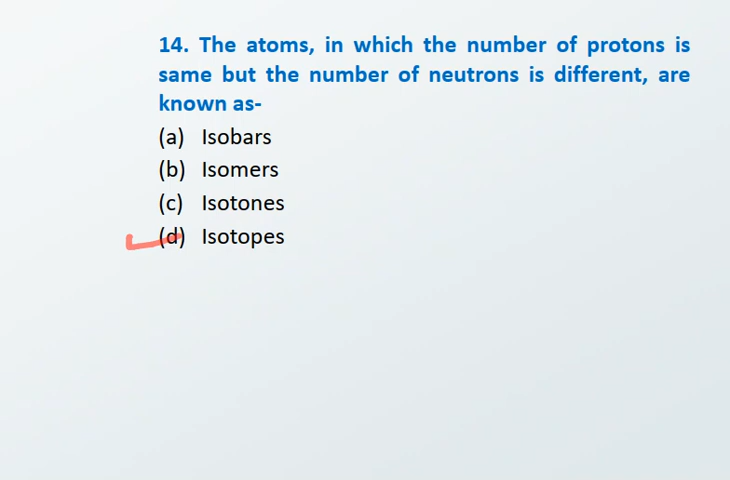 14. The atoms, in which the number of protons is
same but the number of neutrons is different, are
known as-
(a) Isobars
(b) Isomers
(c) Isotones
(d) Isotopes